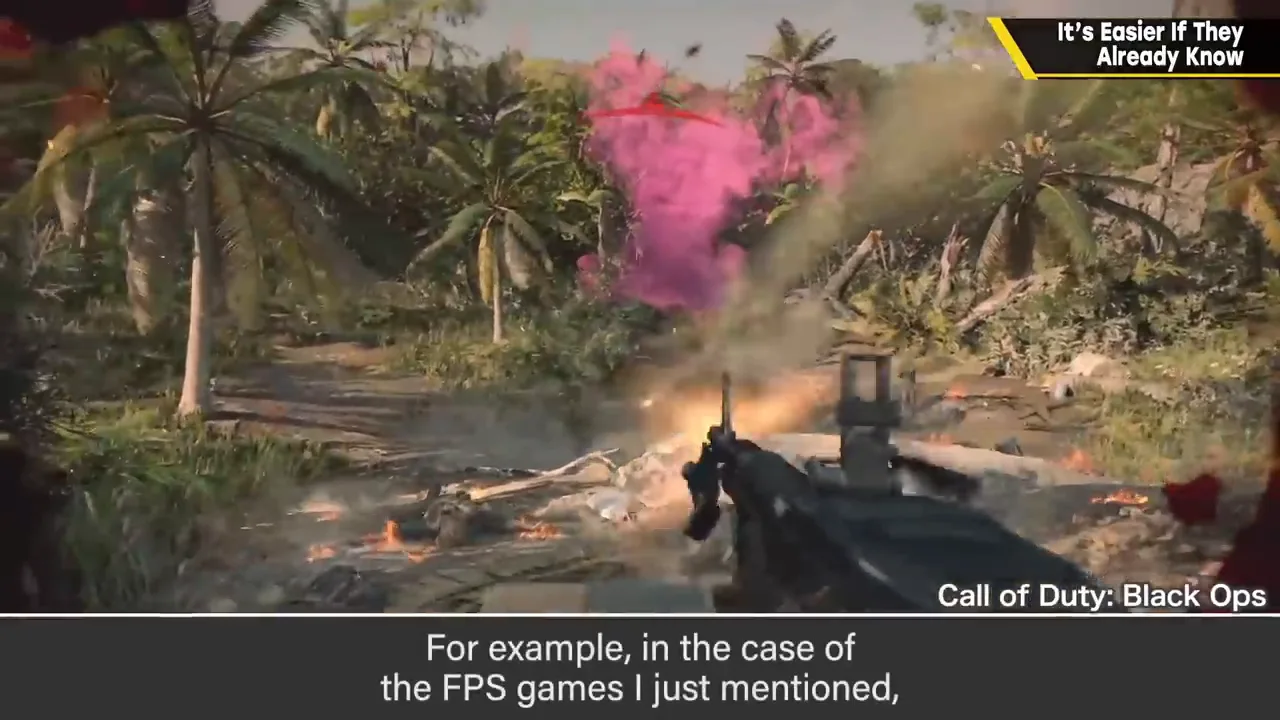 It's Easier If They
Already Know
Call of Duty: Black Ops
For example, in the case of
the FPS games I just mentioned,